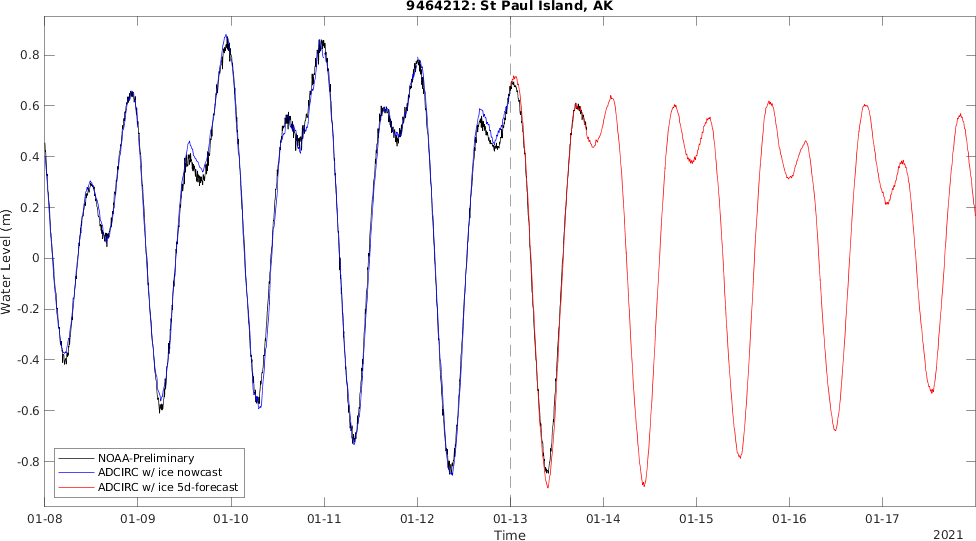 9464212: St Paul Island, AK
Water Level (m)
0.8
0.6
0.4
0.2
0
-0.2
-0.4
-0.6
-0.8
NOAA-Preliminary
ADCIRC w/ ice nowcast
ADCIRC w/ ice 5d-forecast
01-08 01-09 01-10 01-11 01-12 01-13 01-14 01-15 01-16 01-17
Time
2021